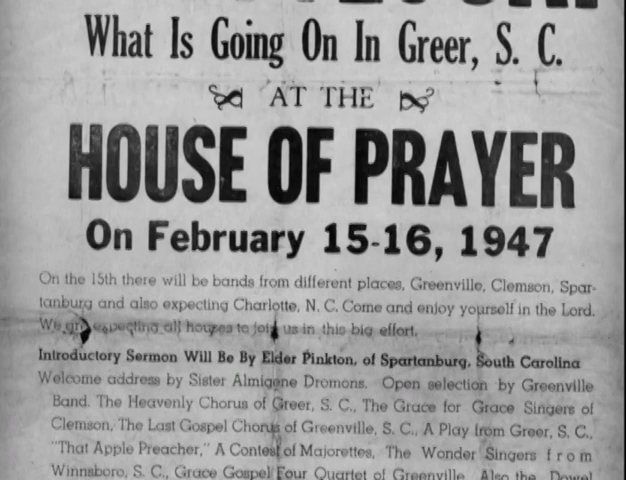 What Is Going On In Greer, S. C.
AT THE
HOUSE OF PRAYER
On February 15-16, 1947
On the 15th there will be bands from different places, Greenville, Clemson, Spar-
tanburg and also expecting Charlotte, N. C. Come and enjoy yourself in the Lord.
We are expecting all houses to join us in this big effort.
Introductory Sermon Will Be By Elder Pinkton, of Spartanburg, South Carolina
Welcome address by Sister Almigene Dromons. Open selection by Greenville
Band. The Heavenly Chorus of Greer, S. C., The Grace for Grace Singers of
Clemson, The Last Gospel Chorus of Greenville, S. C., A Play from Greer, S. C.,
"That Apple Preacher," A Contest of Majorettes, The Wonder Singers from
Winnsboro, S. C., Grace Gospel Four Quartet of Greenville. Also the Dowel